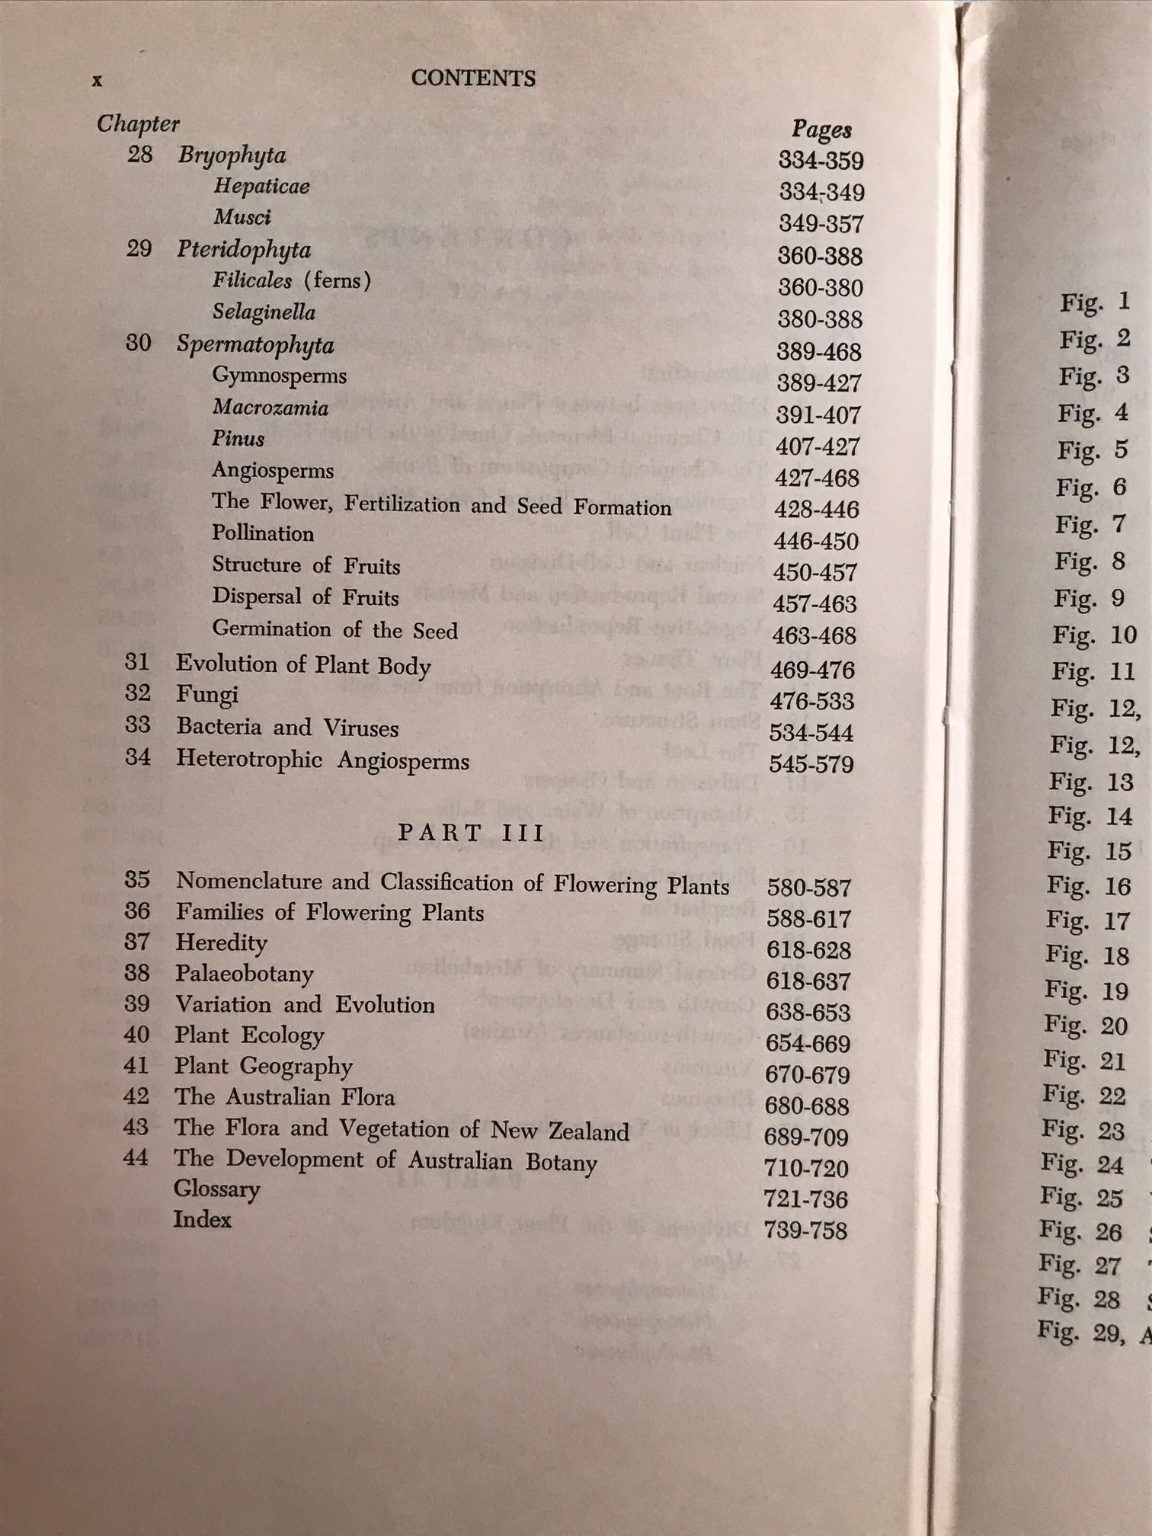 x CONTENTS
Chapter Pages
28 Bryophyta 334-359
Hepaticae 334-349
Musci 349-357
29 Pteridophyta 360-388
Filicales (ferns) 360-380
Selaginella 380-388
30 Spermatophyta 389-468
Gymnosperms 389-427
Macrozamia 391-407
Pinus 407-427
Angiosperms 427-468
The Flower, Fertilization and Seed Formation 428-446
Pollination 446-450
Structure of Fruits 450-457
Dispersal of Fruits 457-463
Germination of the Seed 463-468
31 Evolution of Plant Body 469-476
32 Fungi 476-533
33 Bacteria and Viruses 534-544
34 Heterotrophic Angiosperms 545-579
PART III
35 Nomenclature and Classification of Flowering Plants 580-587
36 Families of Flowering Plants 588-617
37 Heredity 618-628
38 Palaeobotany 618-637
39 Variation and Evolution 638-653
40 Plant Ecology 654-669
41 Plant Geography 670-679
42 The Australian Flora 680-688
43 The Flora and Vegetation of New Zealand 689-709
44 The Development of Australian Botany 710-720
Glossary 721-736
Index 739-758
Fig. 1
Fig. 2
Fig. 3
Fig. 4
Fig. 5
Fig. 6
Fig. 7
Fig. 8
Fig. 9
Fig. 10
Fig. 11
Fig. 12,
Fig. 12,
Fig. 13
Fig. 14
Fig. 15
Fig. 16
Fig. 17
Fig. 18
Fig. 19
Fig. 20
Fig. 21
Fig. 22
Fig. 23
Fig. 24
Fig. 25
Fig. 26
Fig. 27
Fig. 28
Fig. 29, A